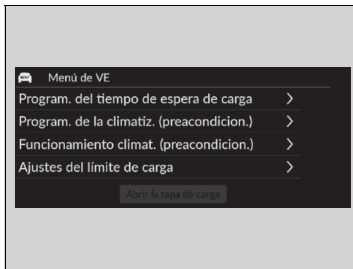 Menú de VE
Program. del tiempo de espera de carga
Program. de la climatiz. (preacondicion.)
Funcionamiento climat. (preacondicion.)
Ajustes del límite de carga
Abrir la tapa de carga